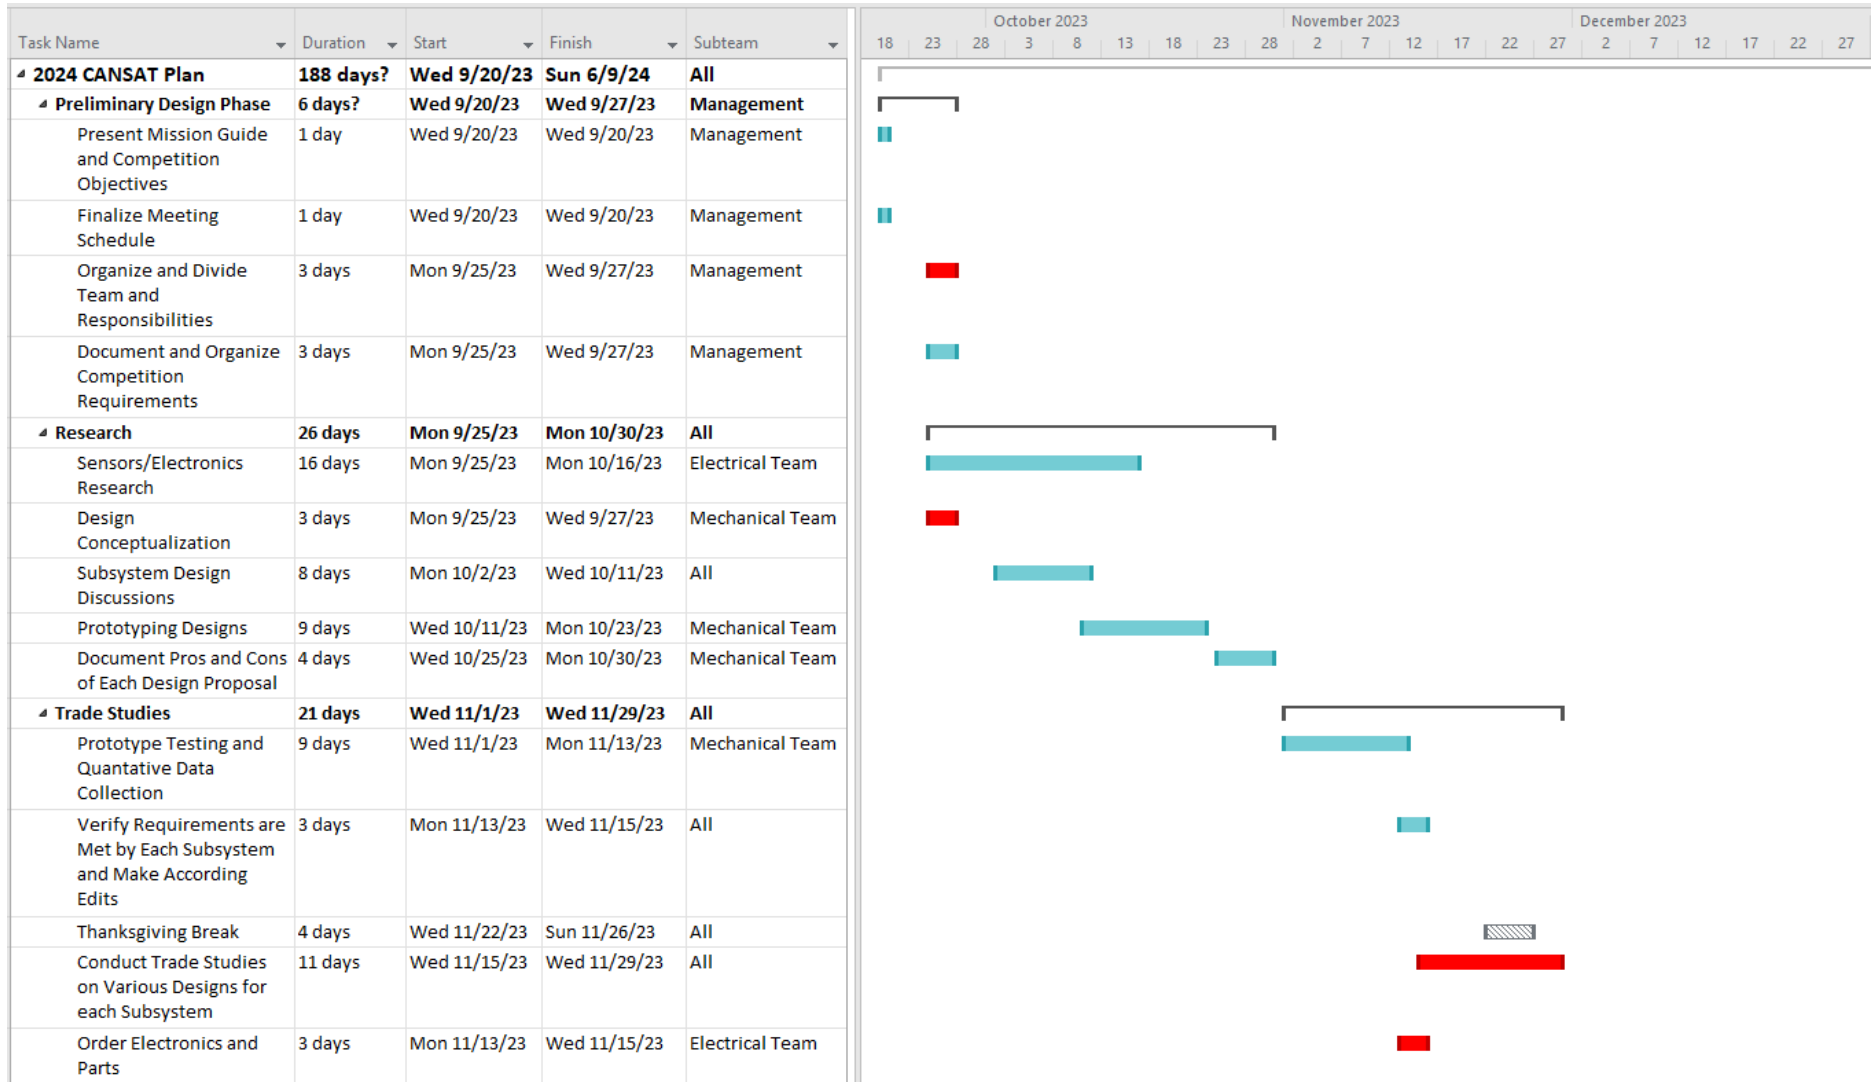 October 2023 November 2023 December 2023
Task Name Duration Start Finish Subteam 18 23 28 3 8 13 18 23 28 2 7 12 17 22 27 2 7 12 17 22 27
2024 CANSAT Plan 188 days? Wed 9/20/23 Sun 6/9/24 All
Preliminary Design Phase 6 days? Wed 9/20/23 Wed 9/27/23 Management
Present Mission Guide 1 day Wed 9/20/23 Wed 9/20/23 Management
and Competition
Objectives
Finalize Meeting 1 day Wed 9/20/23 Wed 9/20/23 Management
Schedule
Organize and Divide 3 days Mon 9/25/23 Wed 9/27/23 Management
Team and
Responsibilities
Document and Organize 3 days Mon 9/25/23 Wed 9/27/23 Management
Competition
Requirements
Research 26 days Mon 9/25/23 Mon 10/30/23 All
Sensors/Electronics 16 days Mon 9/25/23 Mon 10/16/23 Electrical Team
Research
Design 3 days Mon 9/25/23 Wed 9/27/23 Mechanical Team
Conceptualization
Subsystem Design 8 days Mon 10/2/23 Wed 10/11/23 All
Discussions
Prototyping Designs 9 days Wed 10/11/23 Mon 10/23/23 Mechanical Team
Document Pros and Cons 4 days Wed 10/25/23 Mon 10/30/23 Mechanical Team
of Each Design Proposal
Trade Studies 21 days Wed 11/1/23 Wed 11/29/23 All
Prototype Testing and 9 days Wed 11/1/23 Mon 11/13/23 Mechanical Team
Quantative Data
Collection
Verify Requirements are 3 days Mon 11/13/23 Wed 11/15/23 All
Met by Each Subsystem
and Make According
Edits
Thanksgiving Break 4 days Wed 11/22/23 Sun 11/26/23 All
Conduct Trade Studies 11 days Wed 11/15/23 Wed 11/29/23 All
on Various Designs for
each Subsystem
Order Electronics and 3 days Mon 11/13/23 Wed 11/15/23 Electrical Team
Parts